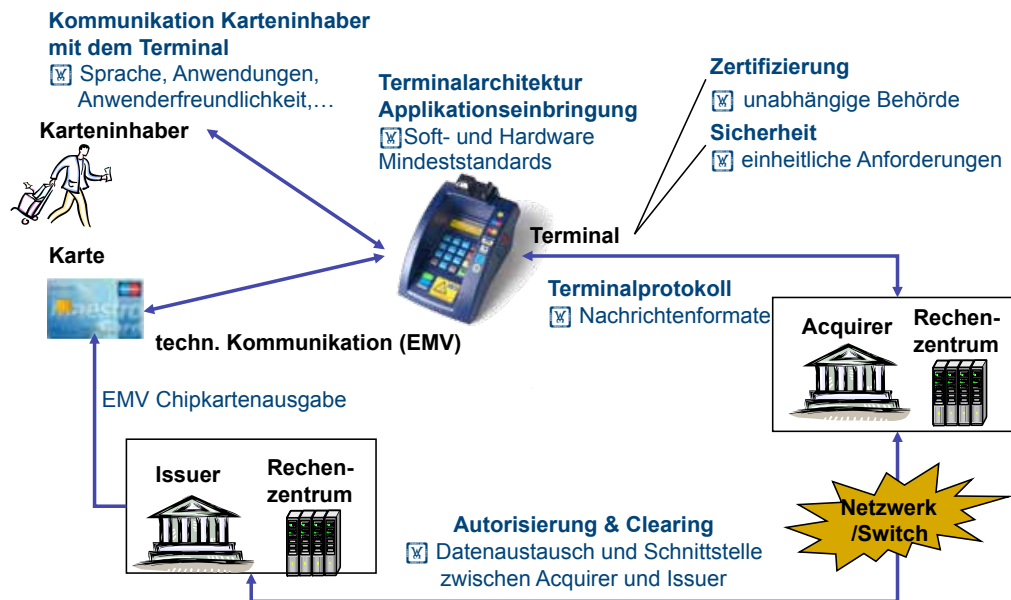 Kommunikation Karteninhaber
mit dem Terminal
Sprache, Anwendungen,
Anwenderfreundlichkeit,…
Karteninhaber
Terminalarchitektur
Applikationseinbringung
Soft- und Hardware
Mindeststandards
Zertifizierung
unabhängige Behörde
Sicherheit
einheitliche Anforderungen
Terminal
Karte
Maestro
techn. Kommunikation (EMV)
Terminalprotokoll
Nachrichtenformate
Acquirer
Rechen-
zentrum
EMV Chipkartenausgabe
Issuer
Rechen-
zentrum
Autorisierung & Clearing
Datenaustausch und Schnittstelle
zwischen Acquirer und Issuer
Netzwerk
/Switch